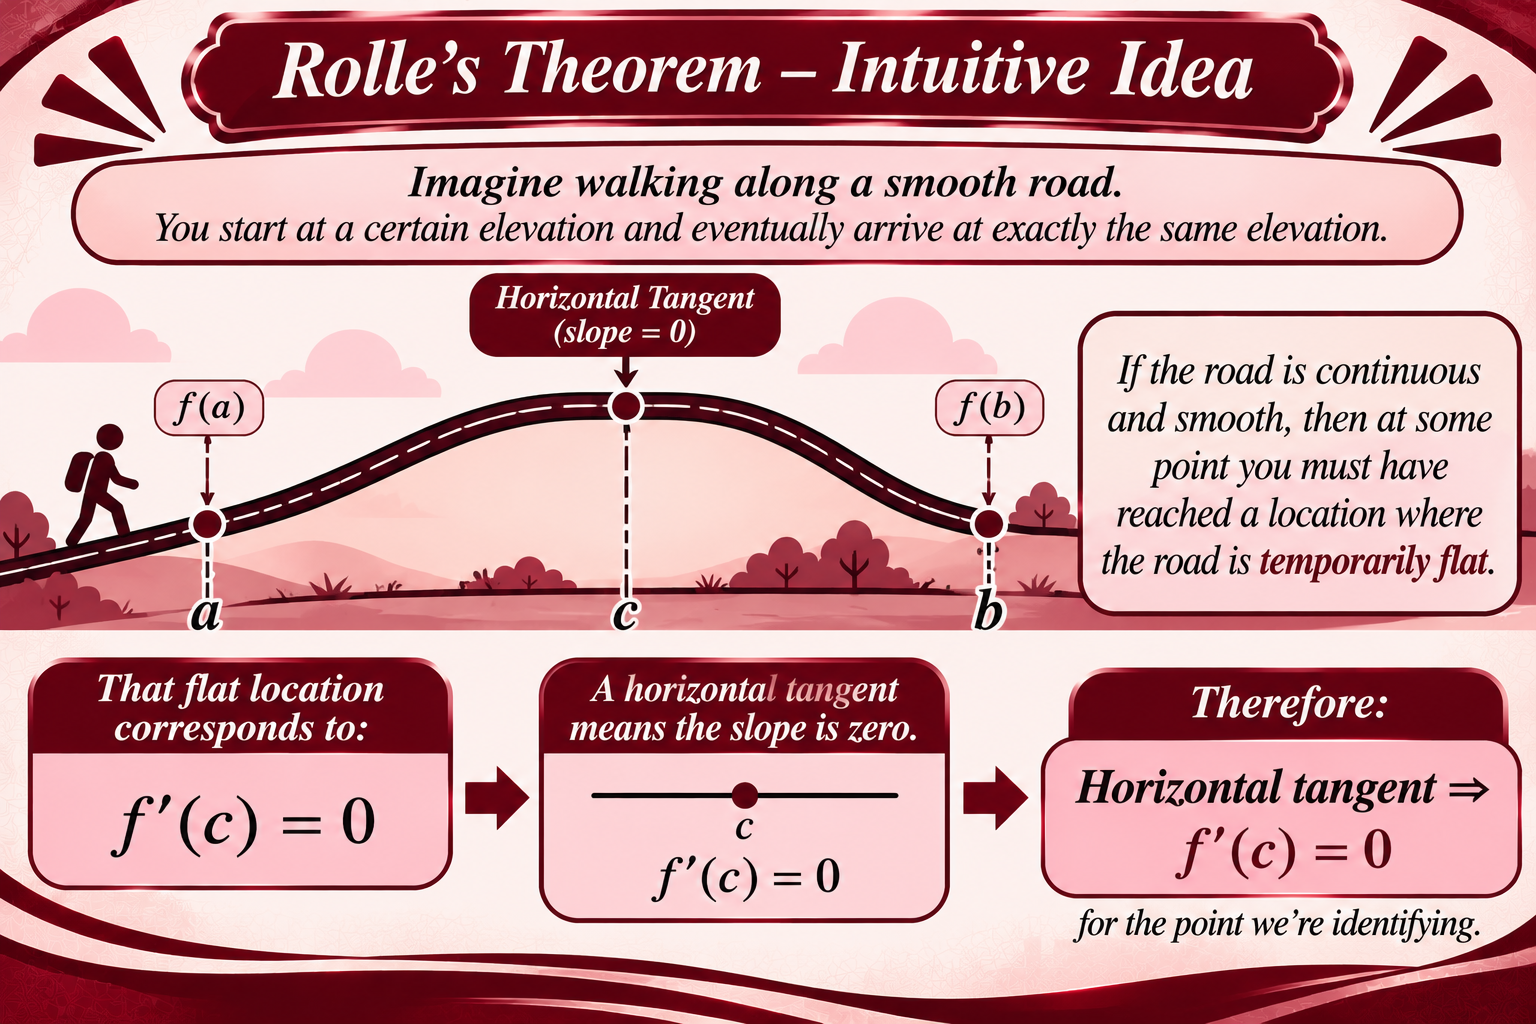 Rolle's Theorem – Intuitive Idea
Imagine walking along a smooth road.
You start at a certain elevation and eventually arrive at exactly the same elevation.
Horizontal Tangent
(slope = 0)
f(a)
f(b)
a
c
b
If the road is continuous
and smooth, then at some
point you must have
reached a location where
the road is temporarily flat.
That flat location
corresponds to:
f′(c) = 0
A horizontal tangent
means the slope is zero.
c
f′(c) = 0
Therefore:
Horizontal tangent ⇒
f′(c) = 0
for the point we're identifying.